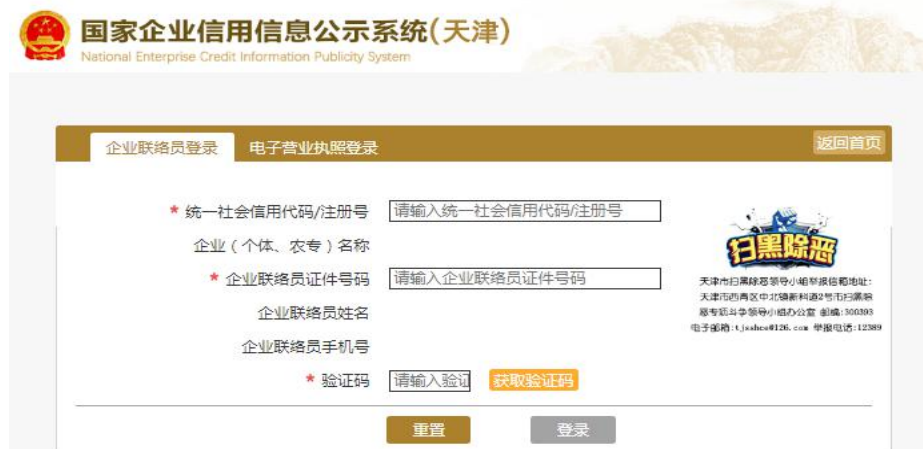 国家企业信用信息公示系统(天津)
National Enterprise Credit Information Publicity System
企业联络员登录 电子营业执照登录 返回首页
* 统一社会信用代码/注册号 请输入统一社会信用代码/注册号
企业（个体、农专）名称
* 企业联络员证件号码 请输入企业联络员证件号码
企业联络员姓名
企业联络员手机号
* 验证码 请输入验证 获取验证码
重置 登录
扫黑除恶
天津市扫黑除恶领导小组举报信箱地址:
天津市西青区中北镇新科道2号市扫黑除
恶专项斗争领导小组办公室 邮编:300393
电子邮箱:tjsshce@126.com 举报电话:12389